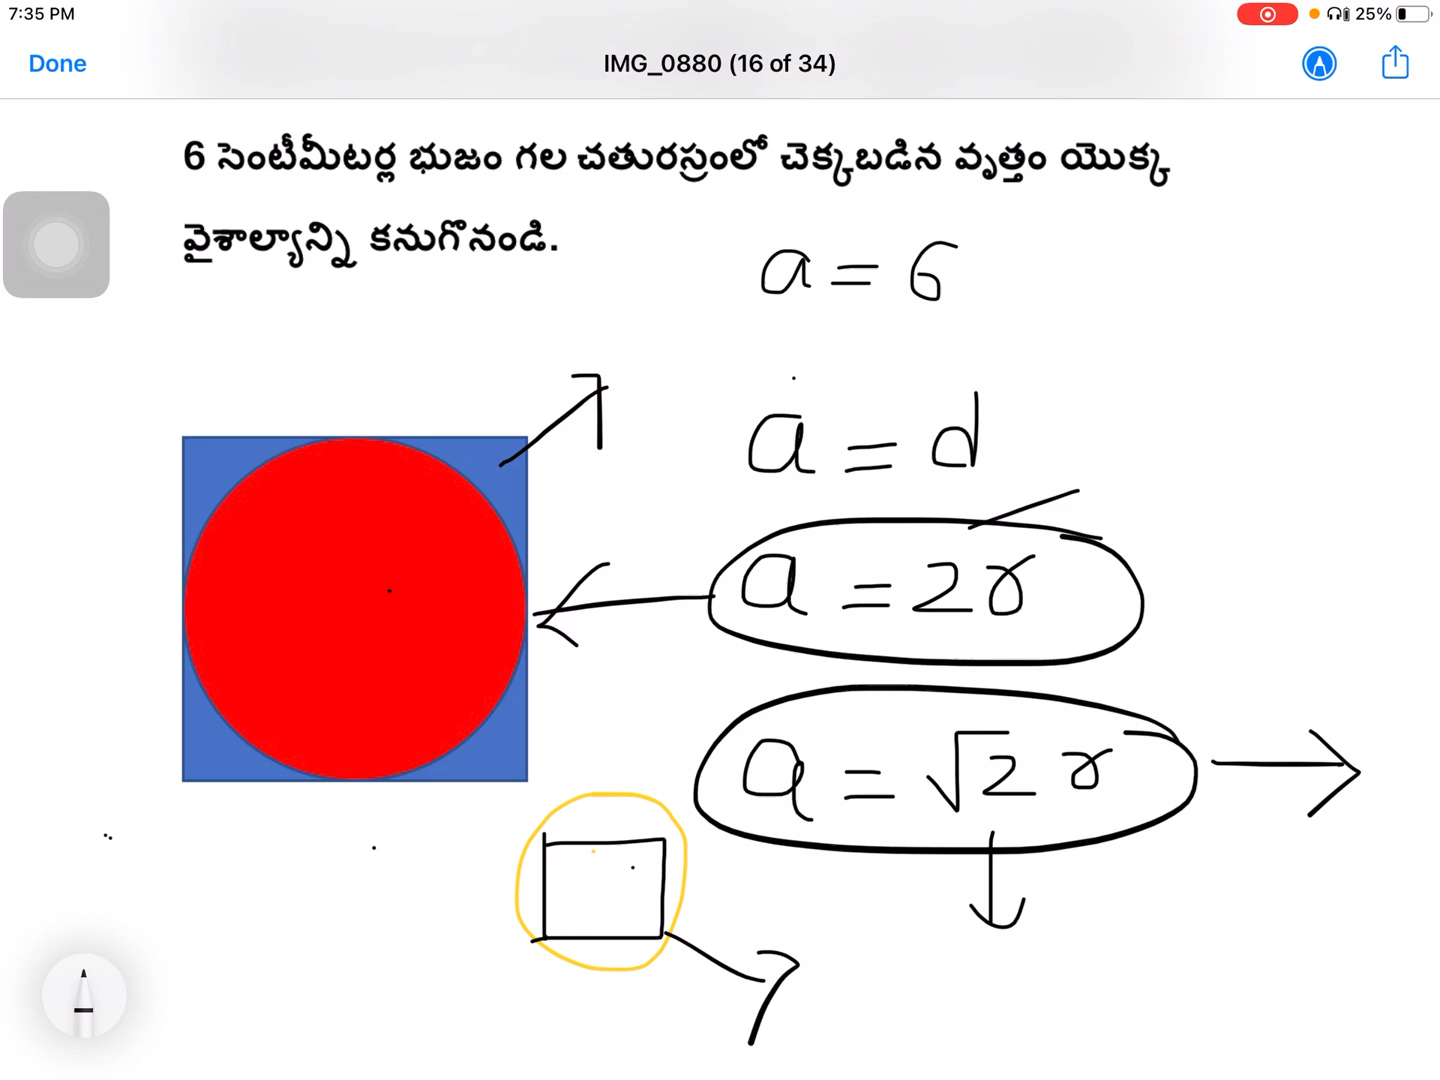 7:35 PM
25%
Done
IMG_0880 (16 of 34)
6 సెంటీమీటర్ల భుజం గల చతురస్రంలో చెక్కబడిన వృత్తం యొక్క
వైశాల్యాన్ని కనుగొనండి.
a = 6
a = d
a = 2r
a = √2 r